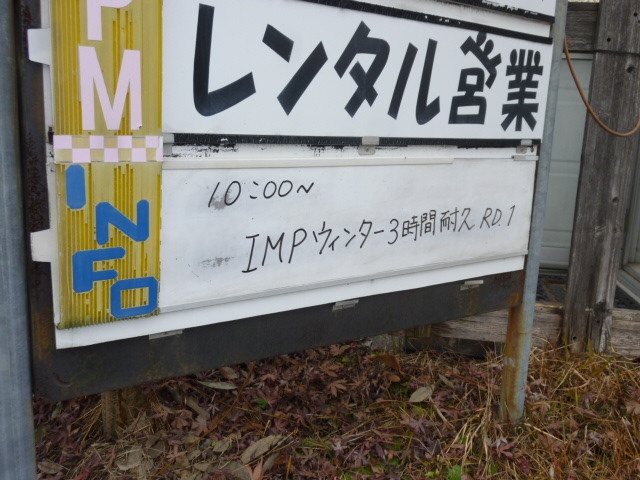 PM
INFO
レンタル営業
10:00~
IMPウィンター3時間耐久 RD.1